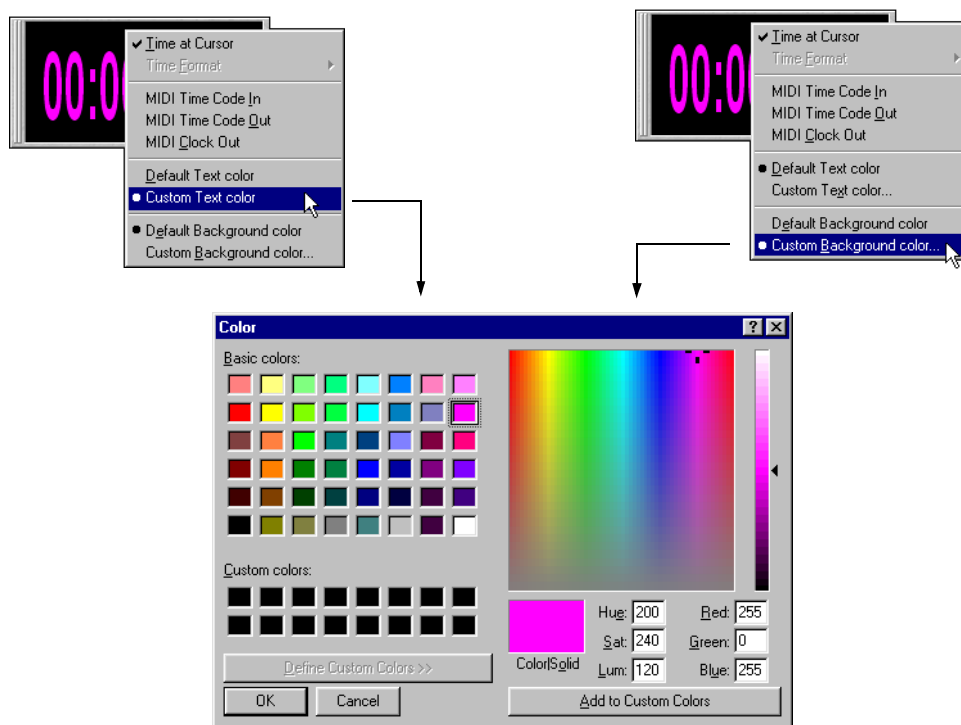 00:00
Time at Cursor
Time Format
MIDI Time Code In
MIDI Time Code Out
MIDI Clock Out
Default Text color
Custom Text color
Default Background color
Custom Background color...
00:00
Time at Cursor
Time Format
MIDI Time Code In
MIDI Time Code Out
MIDI Clock Out
Default Text color
Custom Text color...
Default Background color
Custom Background color...
Color
Basic colors:
Custom colors:
Define Custom Colors >>
OK
Cancel
Color|Solid
Hue: 200
Sat: 240
Lum: 120
Red: 255
Green: 0
Blue: 255
Add to Custom Colors